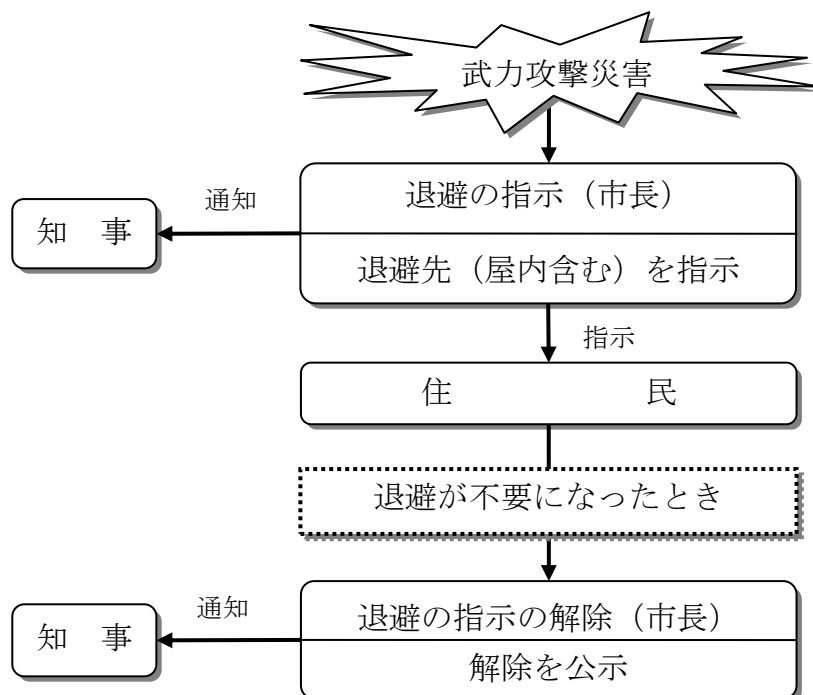 武力攻撃災害
退避の指示（市長）
通知
知　事
退避先（屋内含む）を指示
指示
住　　　　　　民
退避が不要になったとき
退避の指示の解除（市長）
通知
知　事
解除を公示